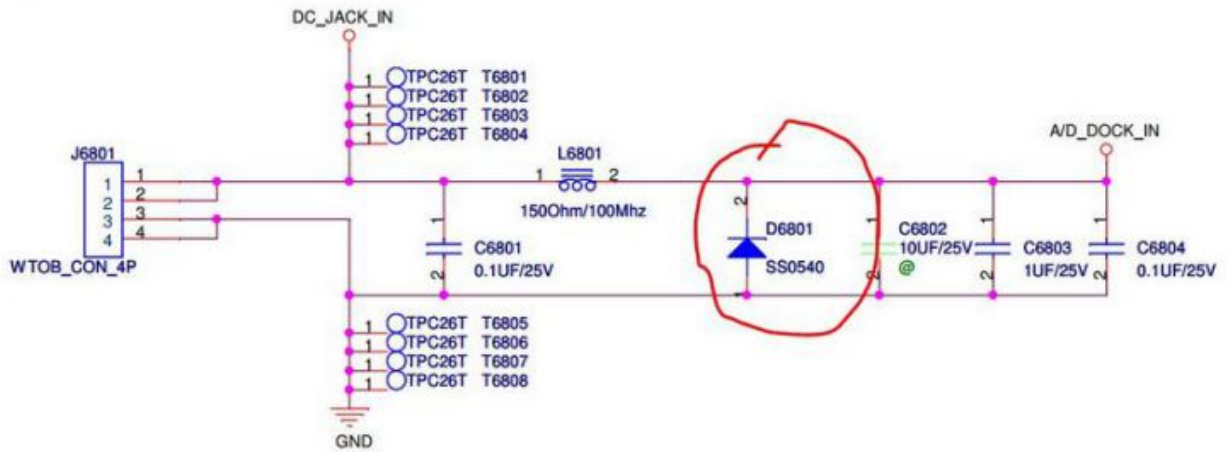 DC_JACK_IN
1 TPC26T T6801
1 TPC26T T6802
1 TPC26T T6803
1 TPC26T T6804
A/D_DOCK_IN
J6801
1 1
2 2
3 3
4 4
WTOB_CON_4P
L6801
1 2
150Ohm/100Mhz
1
C6801
0.1UF/25V
2
2
D6801
SS0540
1
1
C6802
10UF/25V
@
2
1
C6803
1UF/25V
2
1
C6804
0.1UF/25V
2
1 TPC26T T6805
1 TPC26T T6806
1 TPC26T T6807
1 TPC26T T6808
GND